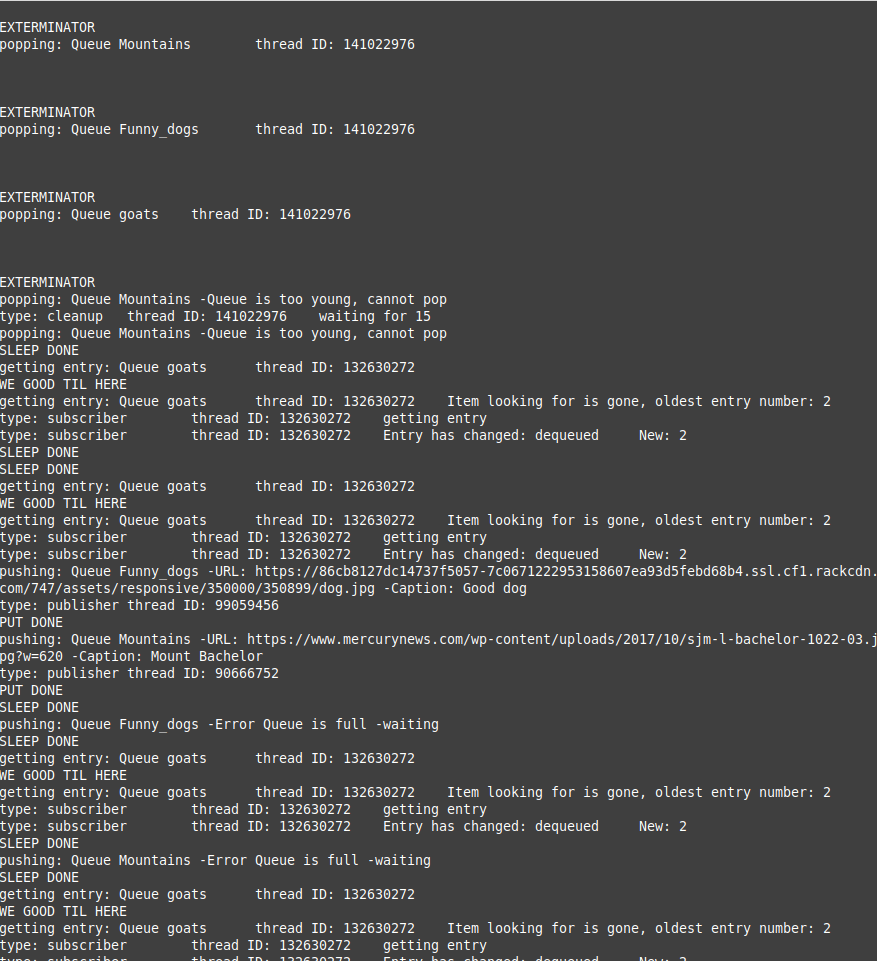 EXTERMINATOR
popping: Queue Mountains        thread ID: 141022976
EXTERMINATOR
popping: Queue Funny_dogs       thread ID: 141022976
EXTERMINATOR
popping: Queue goats    thread ID: 141022976
EXTERMINATOR
popping: Queue Mountains -Queue is too young, cannot pop
type: cleanup   thread ID: 141022976    waiting for 15
popping: Queue Mountains -Queue is too young, cannot pop
SLEEP DONE
getting entry: Queue goats      thread ID: 132630272
WE GOOD TIL HERE
getting entry: Queue goats      thread ID: 132630272    Item looking for is gone, oldest entry number: 2
type: subscriber        thread ID: 132630272    getting entry
type: subscriber        thread ID: 132630272    Entry has changed: dequeued     New: 2
SLEEP DONE
SLEEP DONE
getting entry: Queue goats      thread ID: 132630272
WE GOOD TIL HERE
getting entry: Queue goats      thread ID: 132630272    Item looking for is gone, oldest entry number: 2
type: subscriber        thread ID: 132630272    getting entry
type: subscriber        thread ID: 132630272    Entry has changed: dequeued     New: 2
pushing: Queue Funny_dogs -URL: https://86cb8127dc14737f5057-7c0671222953158607ea93d5febd68b4.ssl.cf1.rackcdn.
com/747/assets/responsive/350000/350899/dog.jpg -Caption: Good dog
type: publisher thread ID: 99059456
PUT DONE
pushing: Queue Mountains -URL: https://www.mercurynews.com/wp-content/uploads/2017/10/sjm-l-bachelor-1022-03.j
pg?w=620 -Caption: Mount Bachelor
type: publisher thread ID: 90666752
PUT DONE
SLEEP DONE
pushing: Queue Funny_dogs -Error Queue is full -waiting
SLEEP DONE
getting entry: Queue goats      thread ID: 132630272
WE GOOD TIL HERE
getting entry: Queue goats      thread ID: 132630272    Item looking for is gone, oldest entry number: 2
type: subscriber        thread ID: 132630272    getting entry
type: subscriber        thread ID: 132630272    Entry has changed: dequeued     New: 2
SLEEP DONE
pushing: Queue Mountains -Error Queue is full -waiting
SLEEP DONE
getting entry: Queue goats      thread ID: 132630272
WE GOOD TIL HERE
getting entry: Queue goats      thread ID: 132630272    Item looking for is gone, oldest entry number: 2
type: subscriber        thread ID: 132630272    getting entry
type: subscriber        thread ID: 132630272    Entry has changed: dequeued     New: 2